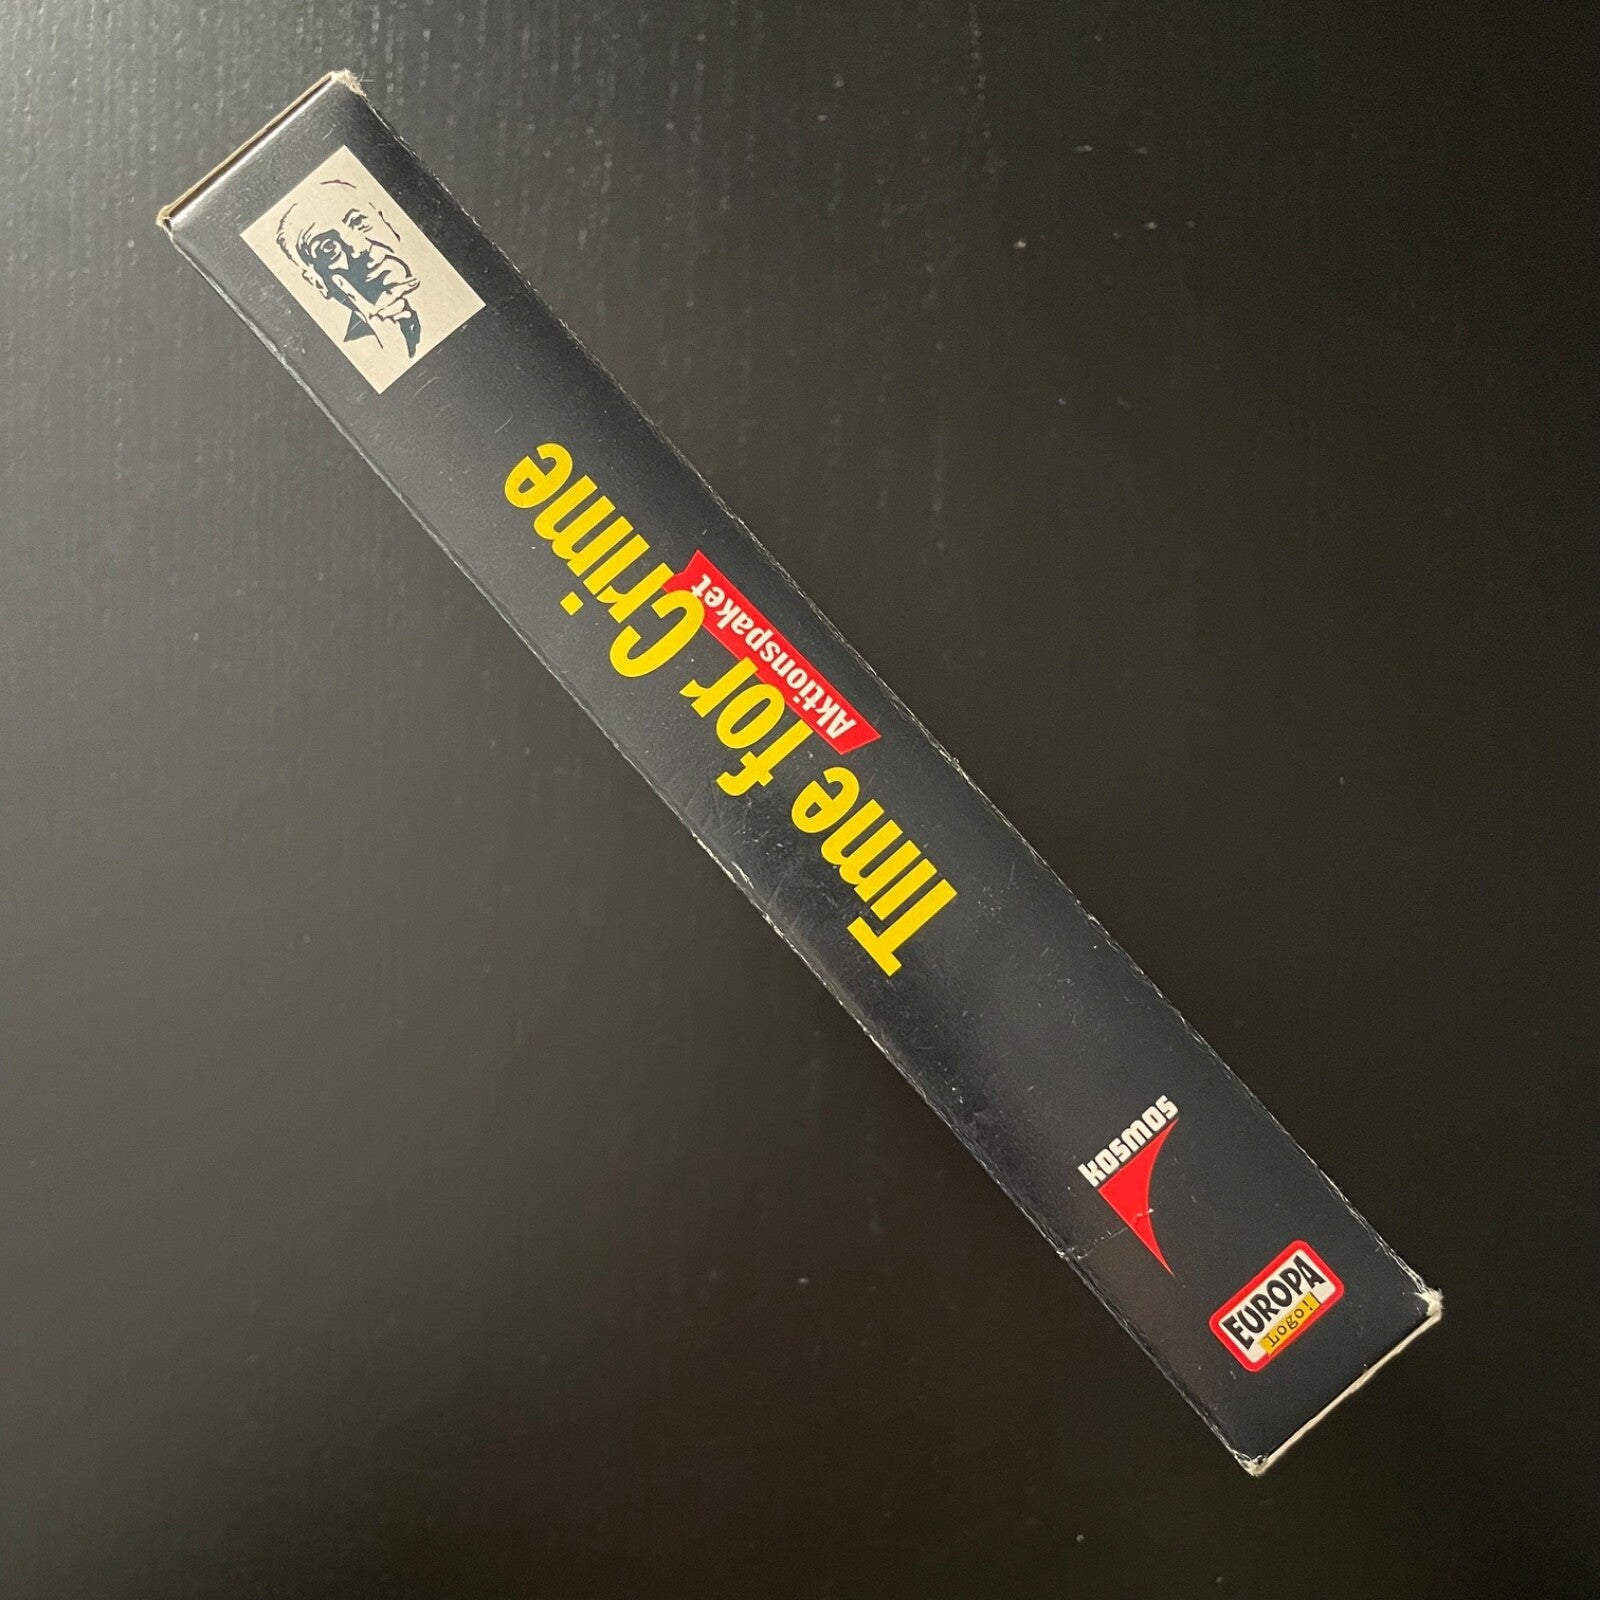 Time for Crime
Aktionspaket
KOSMOS
EUROPA
Logo!